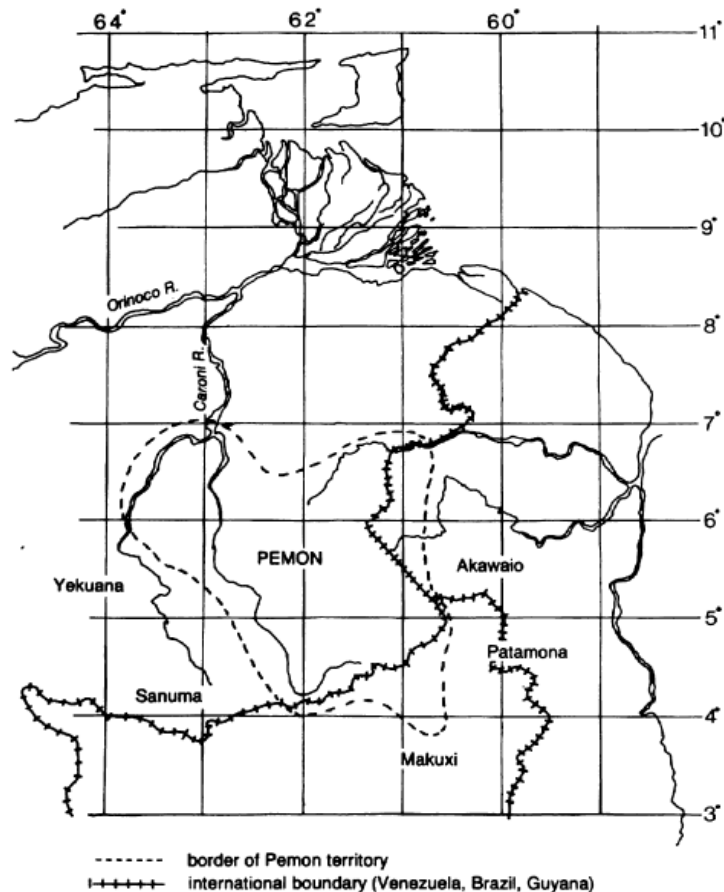 64° 62° 60°
11°
10°
9°
Orinoco R.
8°
Caroni R.
7°
6°
PEMON
Akawaio
Yekuana
5°
Patamona
Sanuma
4°
Makuxi
3°
border of Pemon territory
international boundary (Venezuela, Brazil, Guyana)